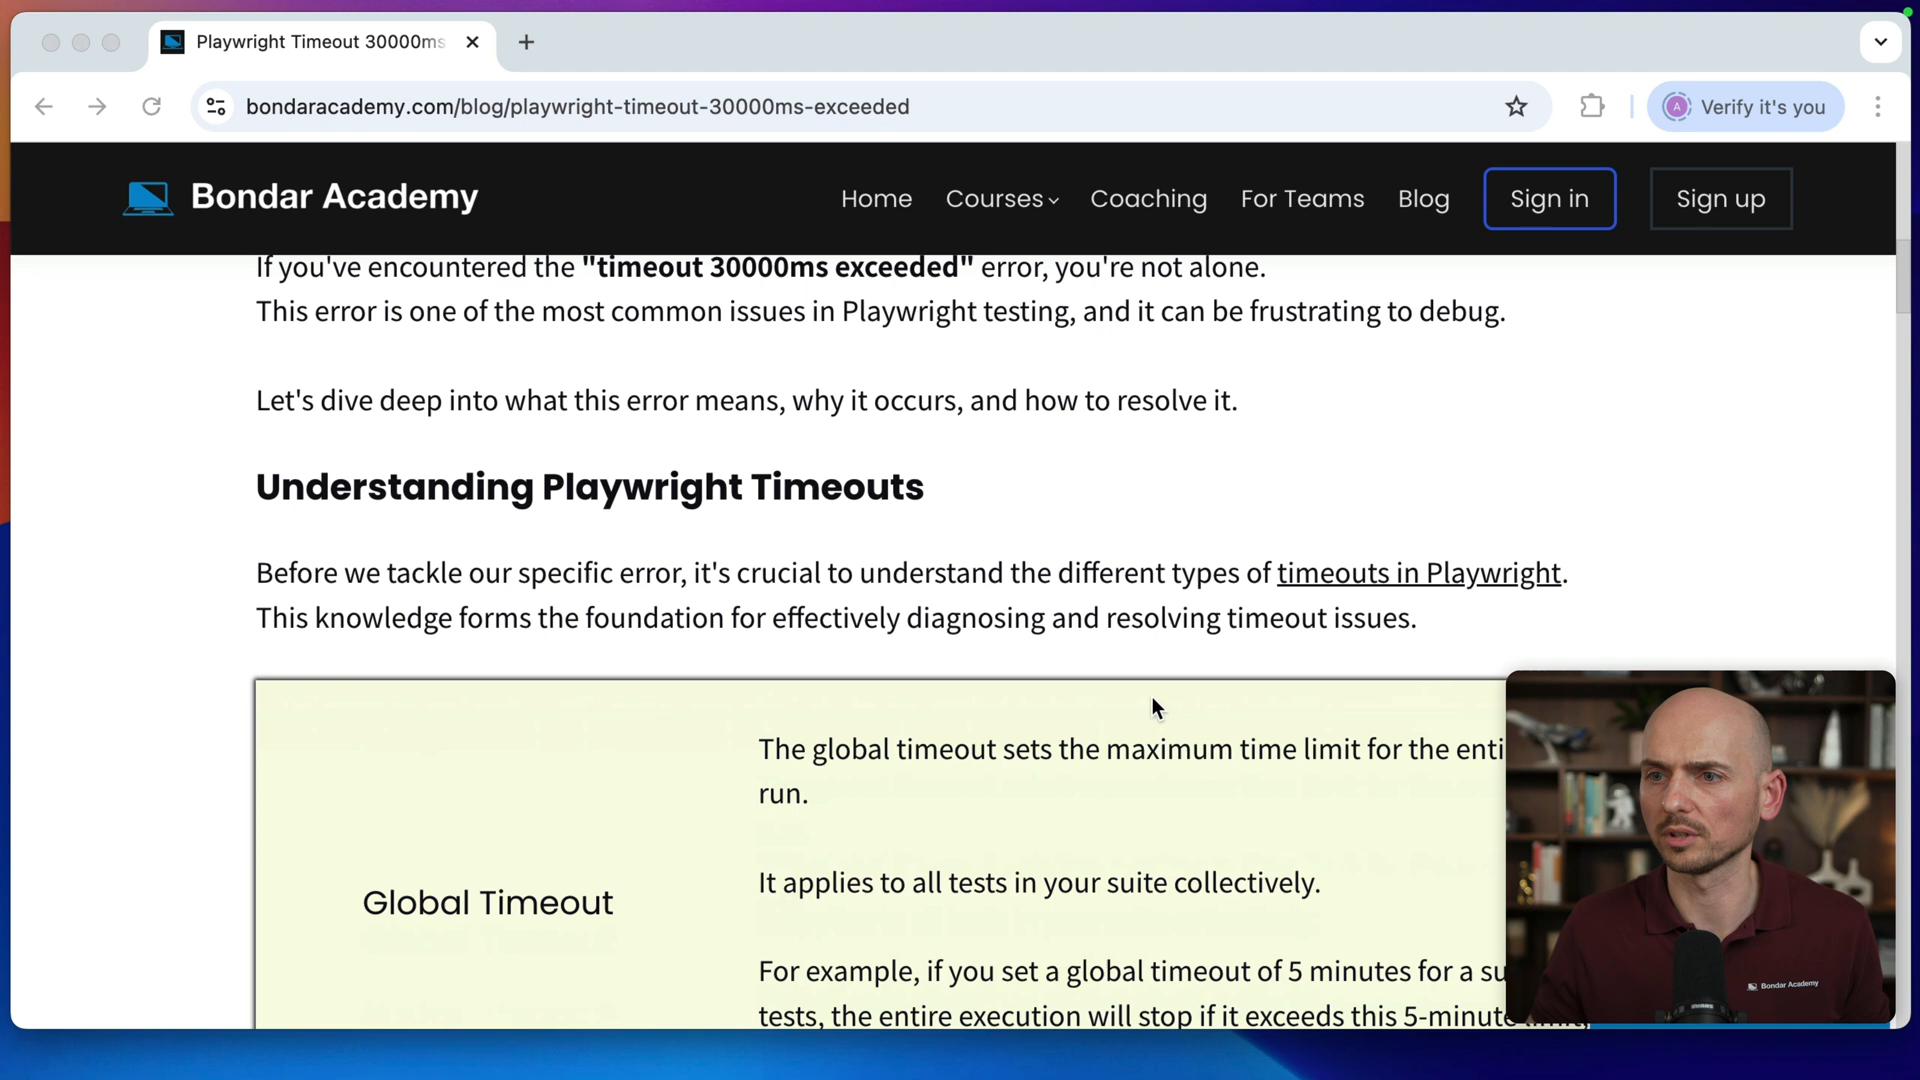 Playwright Timeout 30000ms
bondaracademy.com/blog/playwright-timeout-30000ms-exceeded
A
Verify it's you
Bondar Academy
Home
Courses
Coaching
For Teams
Blog
Sign in
Sign up
If you've encountered the "timeout 30000ms exceeded" error, you're not alone.
This error is one of the most common issues in Playwright testing, and it can be frustrating to debug.
Let's dive deep into what this error means, why it occurs, and how to resolve it.
Understanding Playwright Timeouts
Before we tackle our specific error, it's crucial to understand the different types of timeouts in Playwright.
This knowledge forms the foundation for effectively diagnosing and resolving timeout issues.
The global timeout sets the maximum time limit for the enti
run.
It applies to all tests in your suite collectively.
Global Timeout
For example, if you set a global timeout of 5 minutes for a su
tests, the entire execution will stop if it exceeds this 5-minute
Bondar Academy